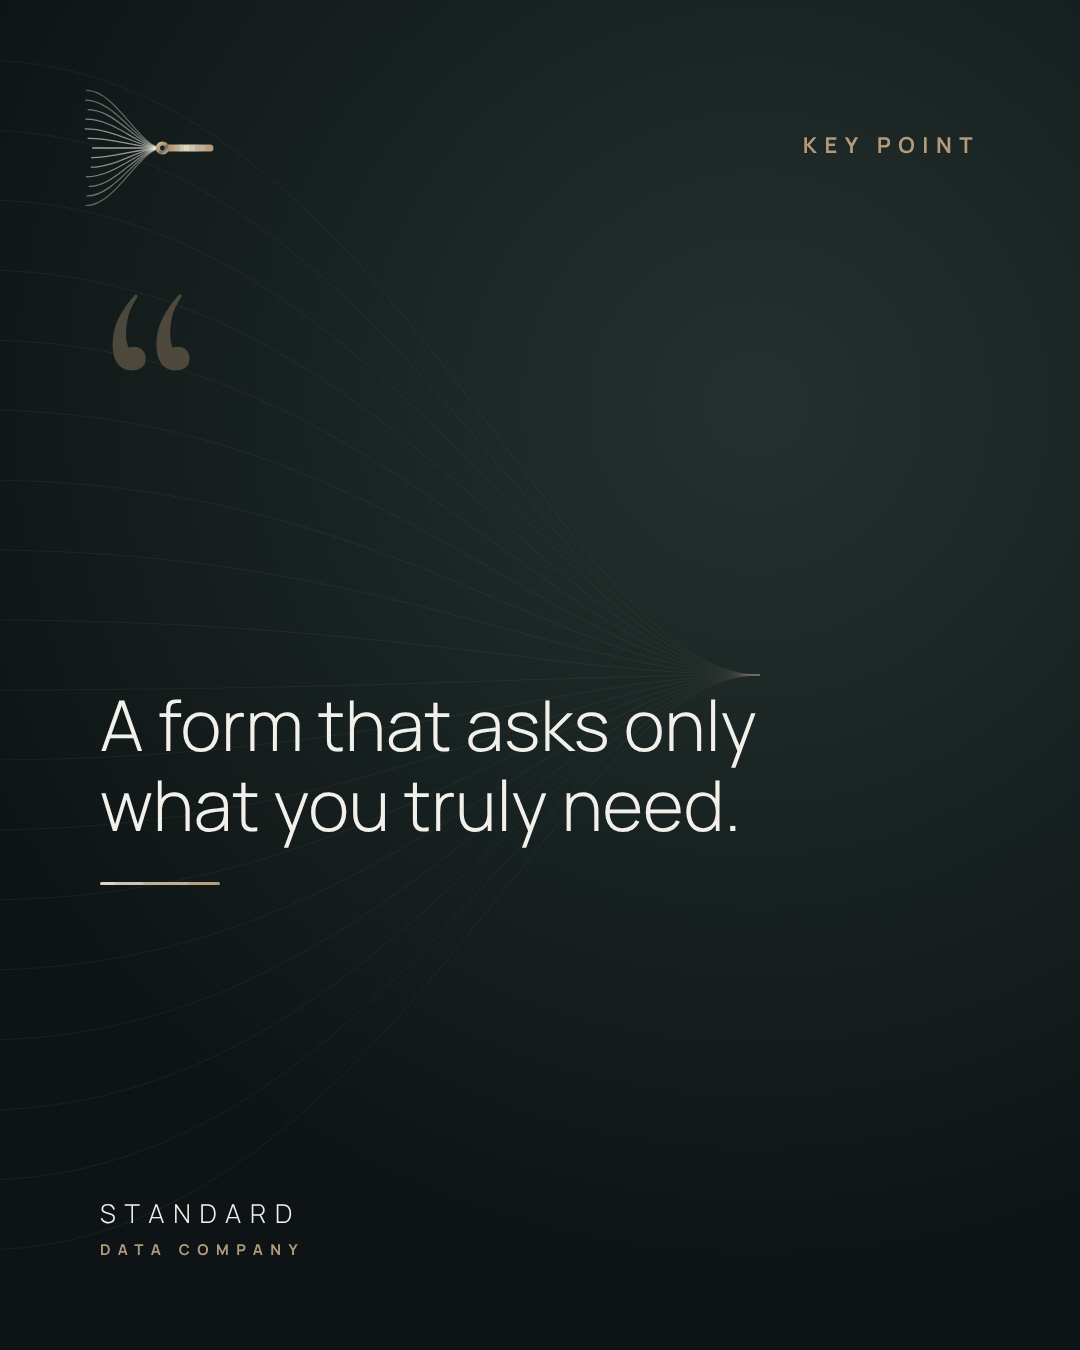 KEY POINT
“
A form that asks only
what you truly need.
STANDARD
DATA COMPANY